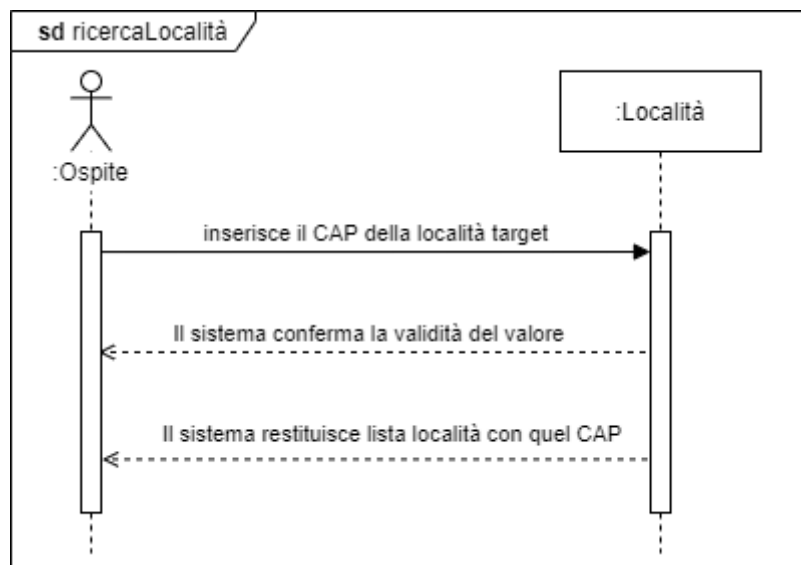 sd ricercaLocalità
:Ospite
:Località
inserisce il CAP della località target
Il sistema conferma la validità del valore
Il sistema restituisce lista località con quel CAP